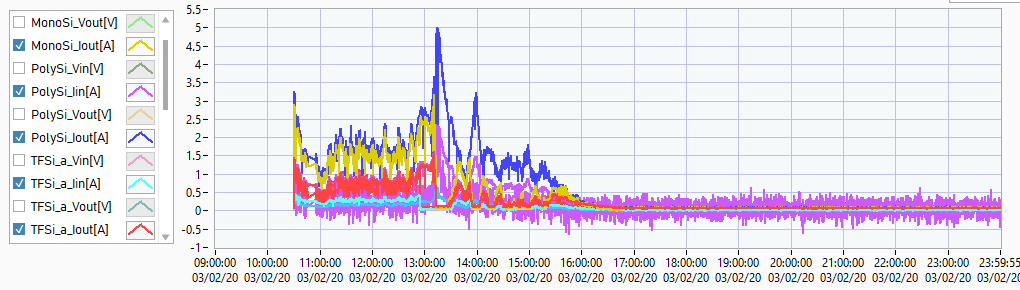 MonoSi_Vout[V]
MonoSi_Iout[A]
PolySi_Vin[V]
PolySi_Iin[A]
PolySi_Vout[V]
PolySi_Iout[A]
TFSi_a_Vin[V]
TFSi_a_Iin[A]
TFSi_a_Vout[V]
TFSi_a_Iout[A]
5.5
5
4.5
4
3.5
3
2.5
2
1.5
1
0.5
0
-0.5
-1
09:00:00 10:00:00 11:00:00 12:00:00 13:00:00 14:00:00 15:00:00 16:00:00 17:00:00 18:00:00 19:00:00 20:00:00 21:00:00 22:00:00 23:00:00 23:59:55
03/02/20 03/02/20 03/02/20 03/02/20 03/02/20 03/02/20 03/02/20 03/02/20 03/02/20 03/02/20 03/02/20 03/02/20 03/02/20 03/02/20 03/02/20 03/02/20